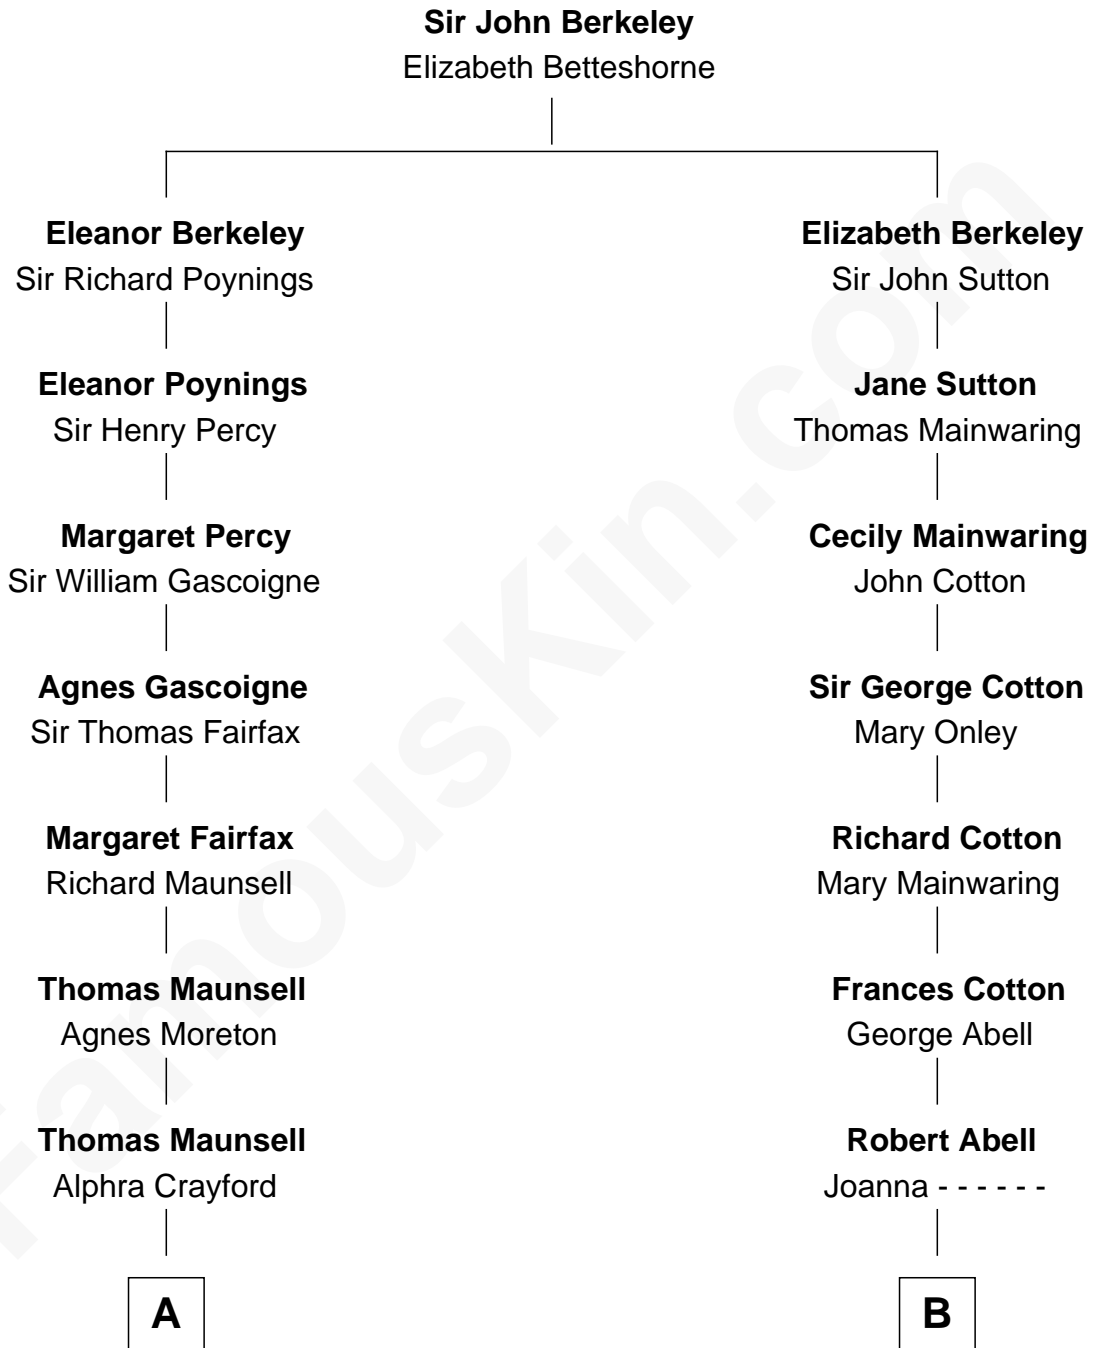 Sir John Berkeley
Elizabeth Betteshorne
Eleanor Berkeley
Sir Richard Poynings
Elizabeth Berkeley
Sir John Sutton
Eleanor Poynings
Sir Henry Percy
Jane Sutton
Thomas Mainwaring
Margaret Percy
Sir William Gascoigne
Cecily Mainwaring
John Cotton
Agnes Gascoigne
Sir Thomas Fairfax
Sir George Cotton
Mary Onley
Margaret Fairfax
Richard Maunsell
Richard Cotton
Mary Mainwaring
Thomas Maunsell
Agnes Moreton
Frances Cotton
George Abell
Thomas Maunsell
Alphra Crayford
Robert Abell
Joanna - - - - - -
A
B
FamousKin.com